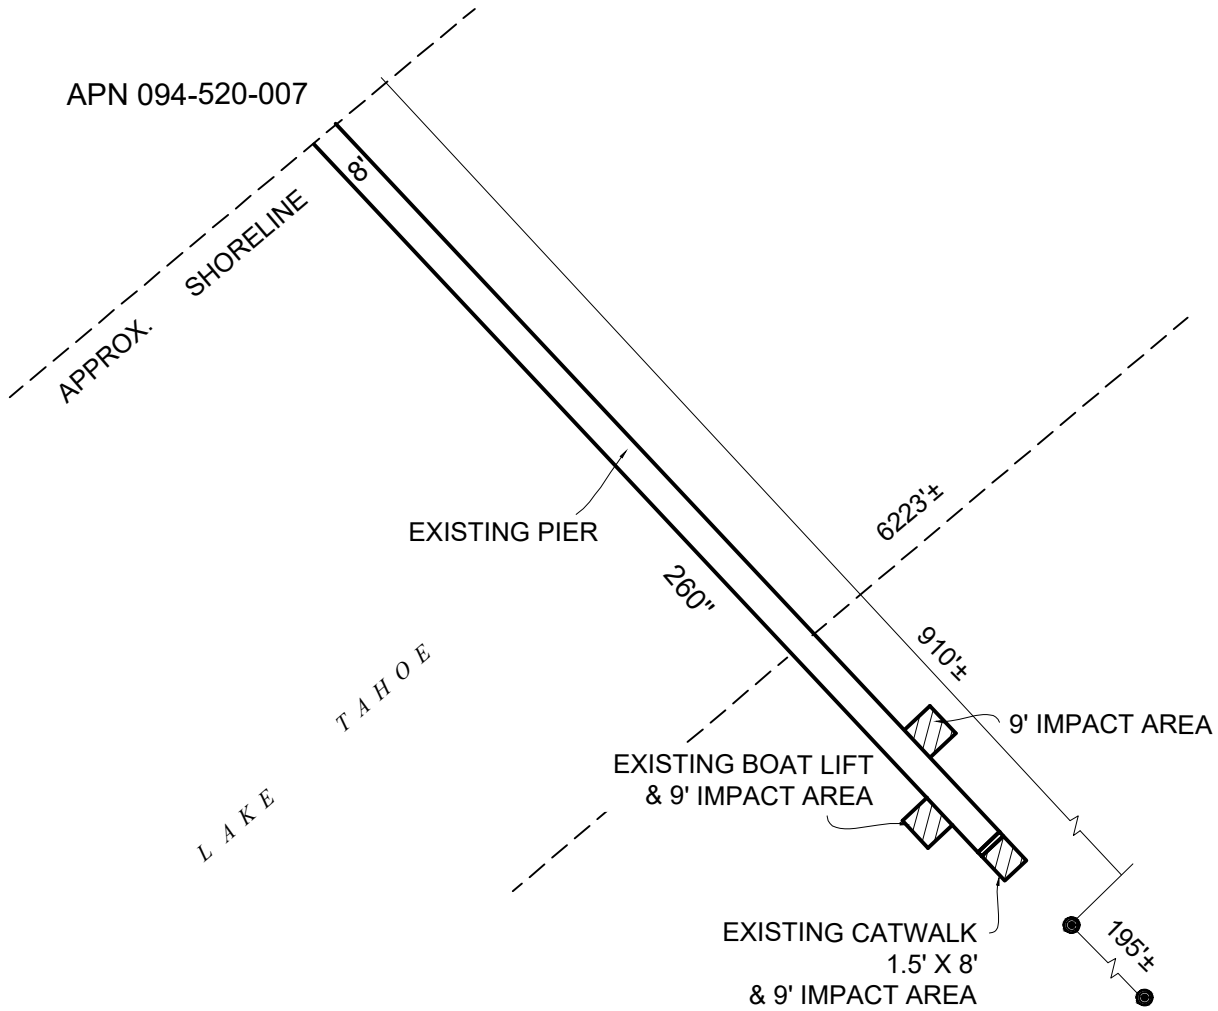 APN 094-520-007
8'
APPROX. SHORELINE
6223'±
EXISTING PIER
260"
910'±
LAKE TAHOE
9' IMPACT AREA
EXISTING BOAT LIFT
& 9' IMPACT AREA
EXISTING CATWALK
1.5' X 8'
& 9' IMPACT AREA
195'±